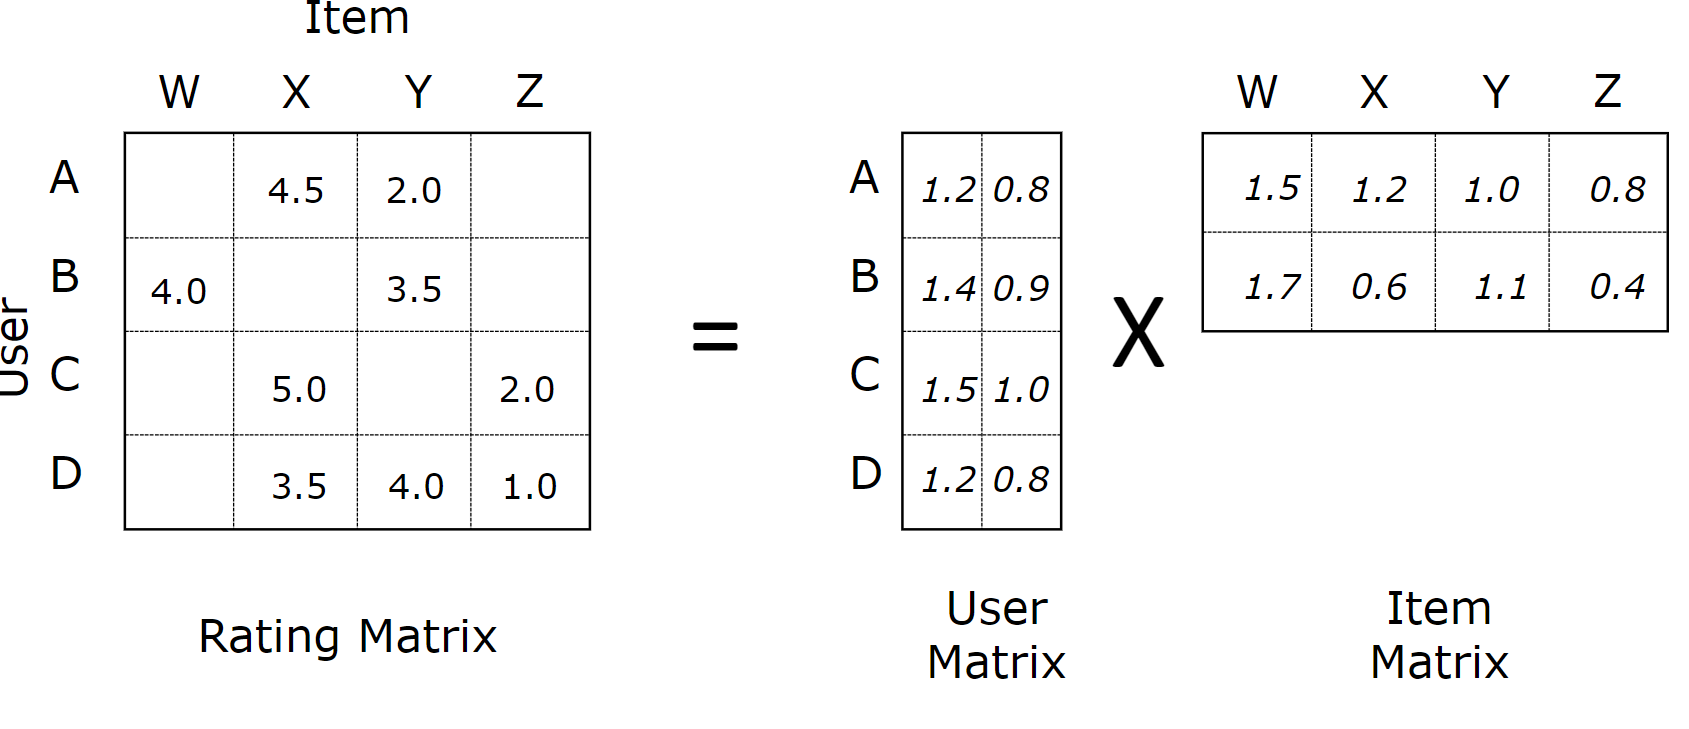 Item
W X Y Z
A 4.5 2.0
B 4.0 3.5
C 5.0 2.0
D 3.5 4.0 1.0
User
Rating Matrix
=
A 1.2 0.8
B 1.4 0.9
C 1.5 1.0
D 1.2 0.8
User
Matrix
X
W X Y Z
1.5 1.2 1.0 0.8
1.7 0.6 1.1 0.4
Item
Matrix